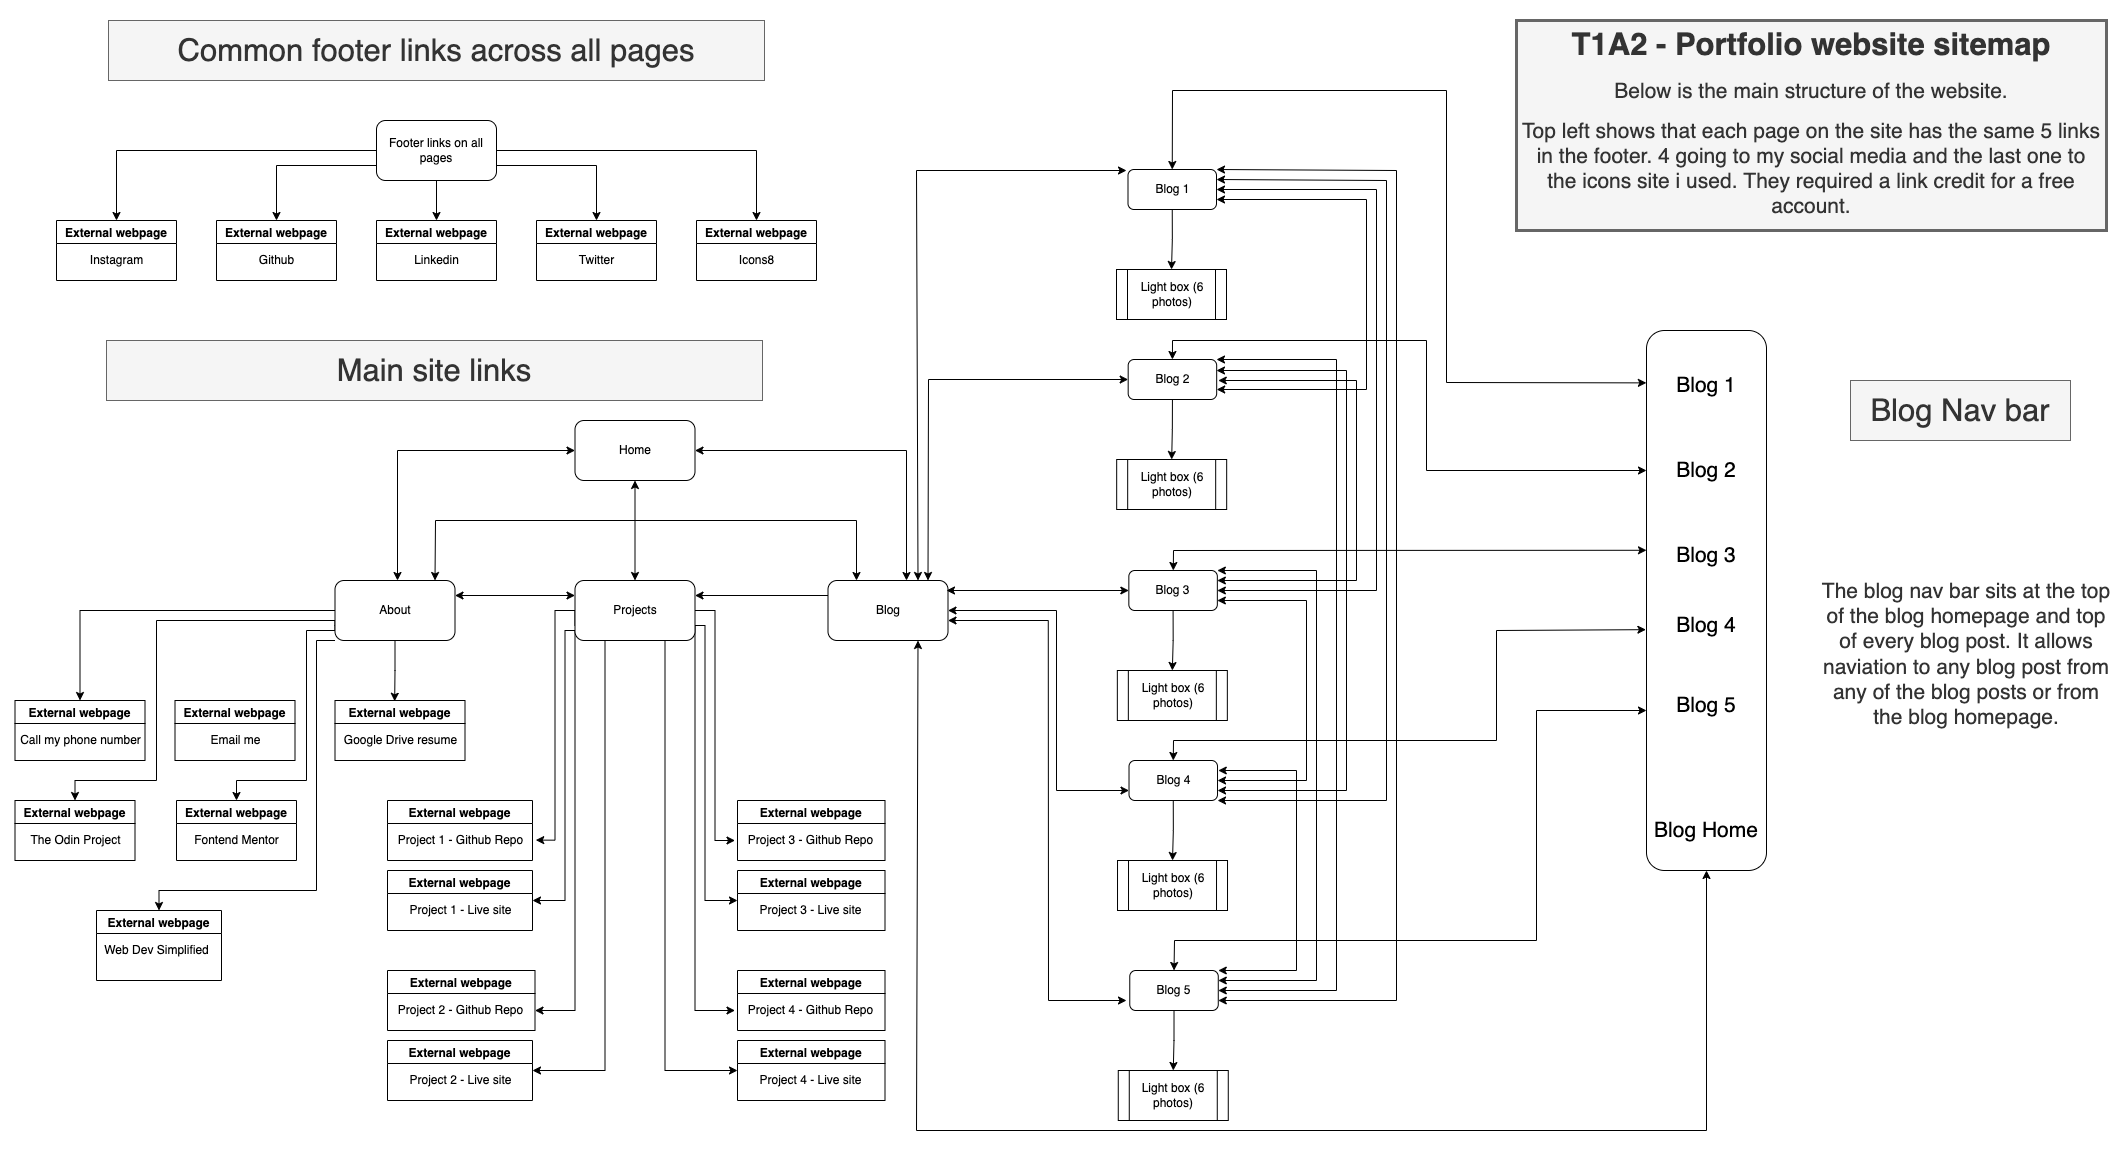 Common footer links across all pages
Footer links on all
pages
External webpage
Instagram
External webpage
Github
External webpage
Linkedin
External webpage
Twitter
External webpage
Icons8
Main site links
Home
About
Projects
Blog
External webpage
Call my phone number
External webpage
Email me
External webpage
Google Drive resume
External webpage
The Odin Project
External webpage
Fontend Mentor
External webpage
Web Dev Simplified
External webpage
Project 1 - Github Repo
External webpage
Project 1 - Live site
External webpage
Project 2 - Github Repo
External webpage
Project 2 - Live site
External webpage
Project 3 - Github Repo
External webpage
Project 3 - Live site
External webpage
Project 4 - Github Repo
External webpage
Project 4 - Live site
Blog 1
Light box (6
photos)
Blog 2
Light box (6
photos)
Blog 3
Light box (6
photos)
Blog 4
Light box (6
photos)
Blog 5
Light box (6
photos)
T1A2 - Portfolio website sitemap
Below is the main structure of the website.
Top left shows that each page on the site has the same 5 links
in the footer. 4 going to my social media and the last one to
the icons site i used. They required a link credit for a free
account.
Blog 1
Blog 2
Blog 3
Blog 4
Blog 5
Blog Home
Blog Nav bar
The blog nav bar sits at the top
of the blog homepage and top
of every blog post. It allows
naviation to any blog post from
any of the blog posts or from
the blog homepage.